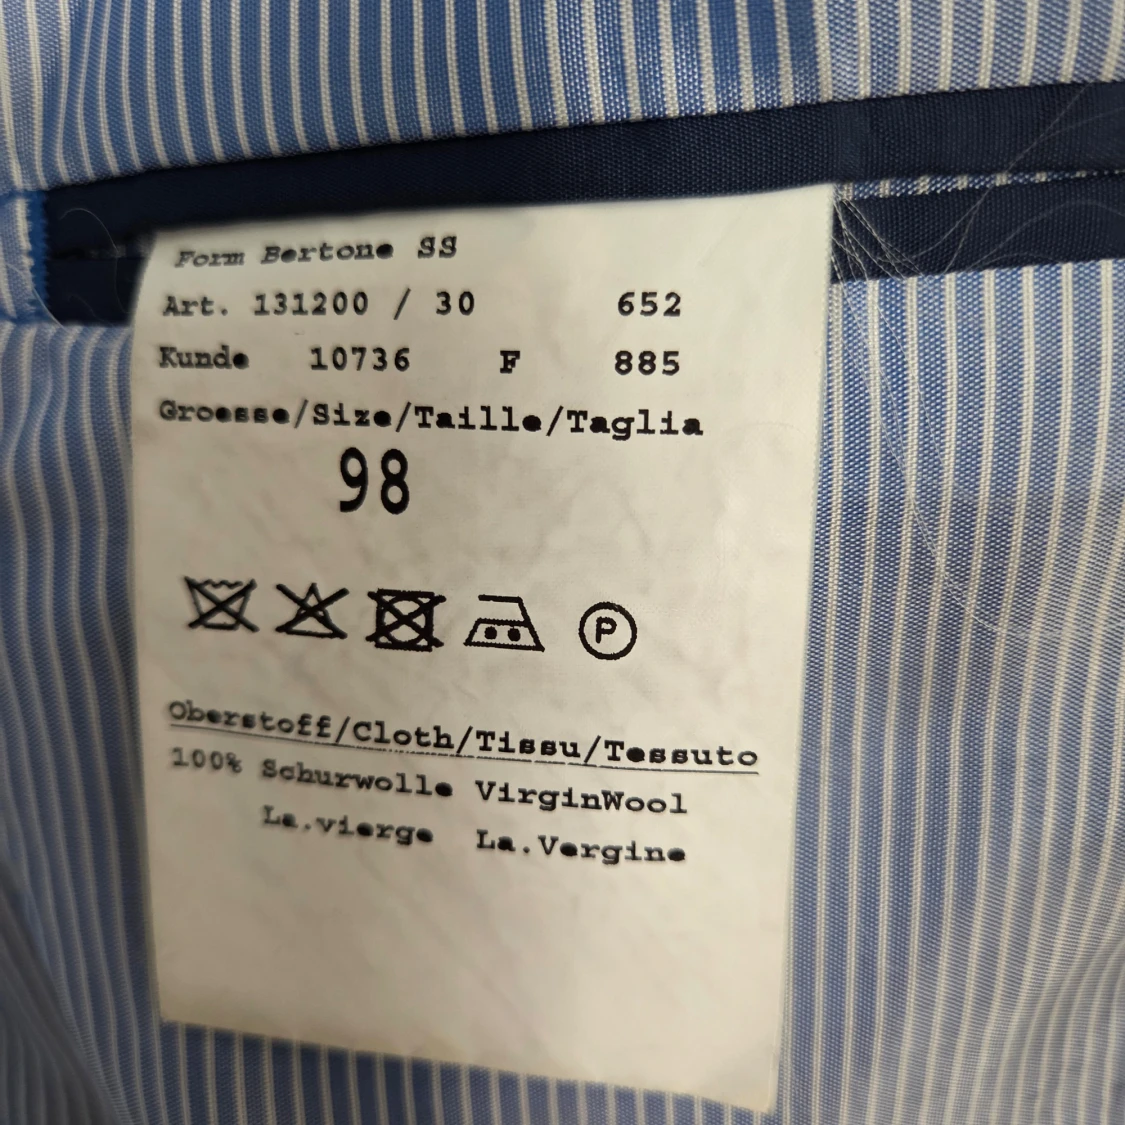 Form Bertone SS
Art. 131200 / 30 652
Kunde 10736 F 885
Groesse/Size/Taille/Taglia
98
P
Oberstoff/Cloth/Tissu/Tessuto
100% Schurwolle VirginWool
La.vierge La.Vergine